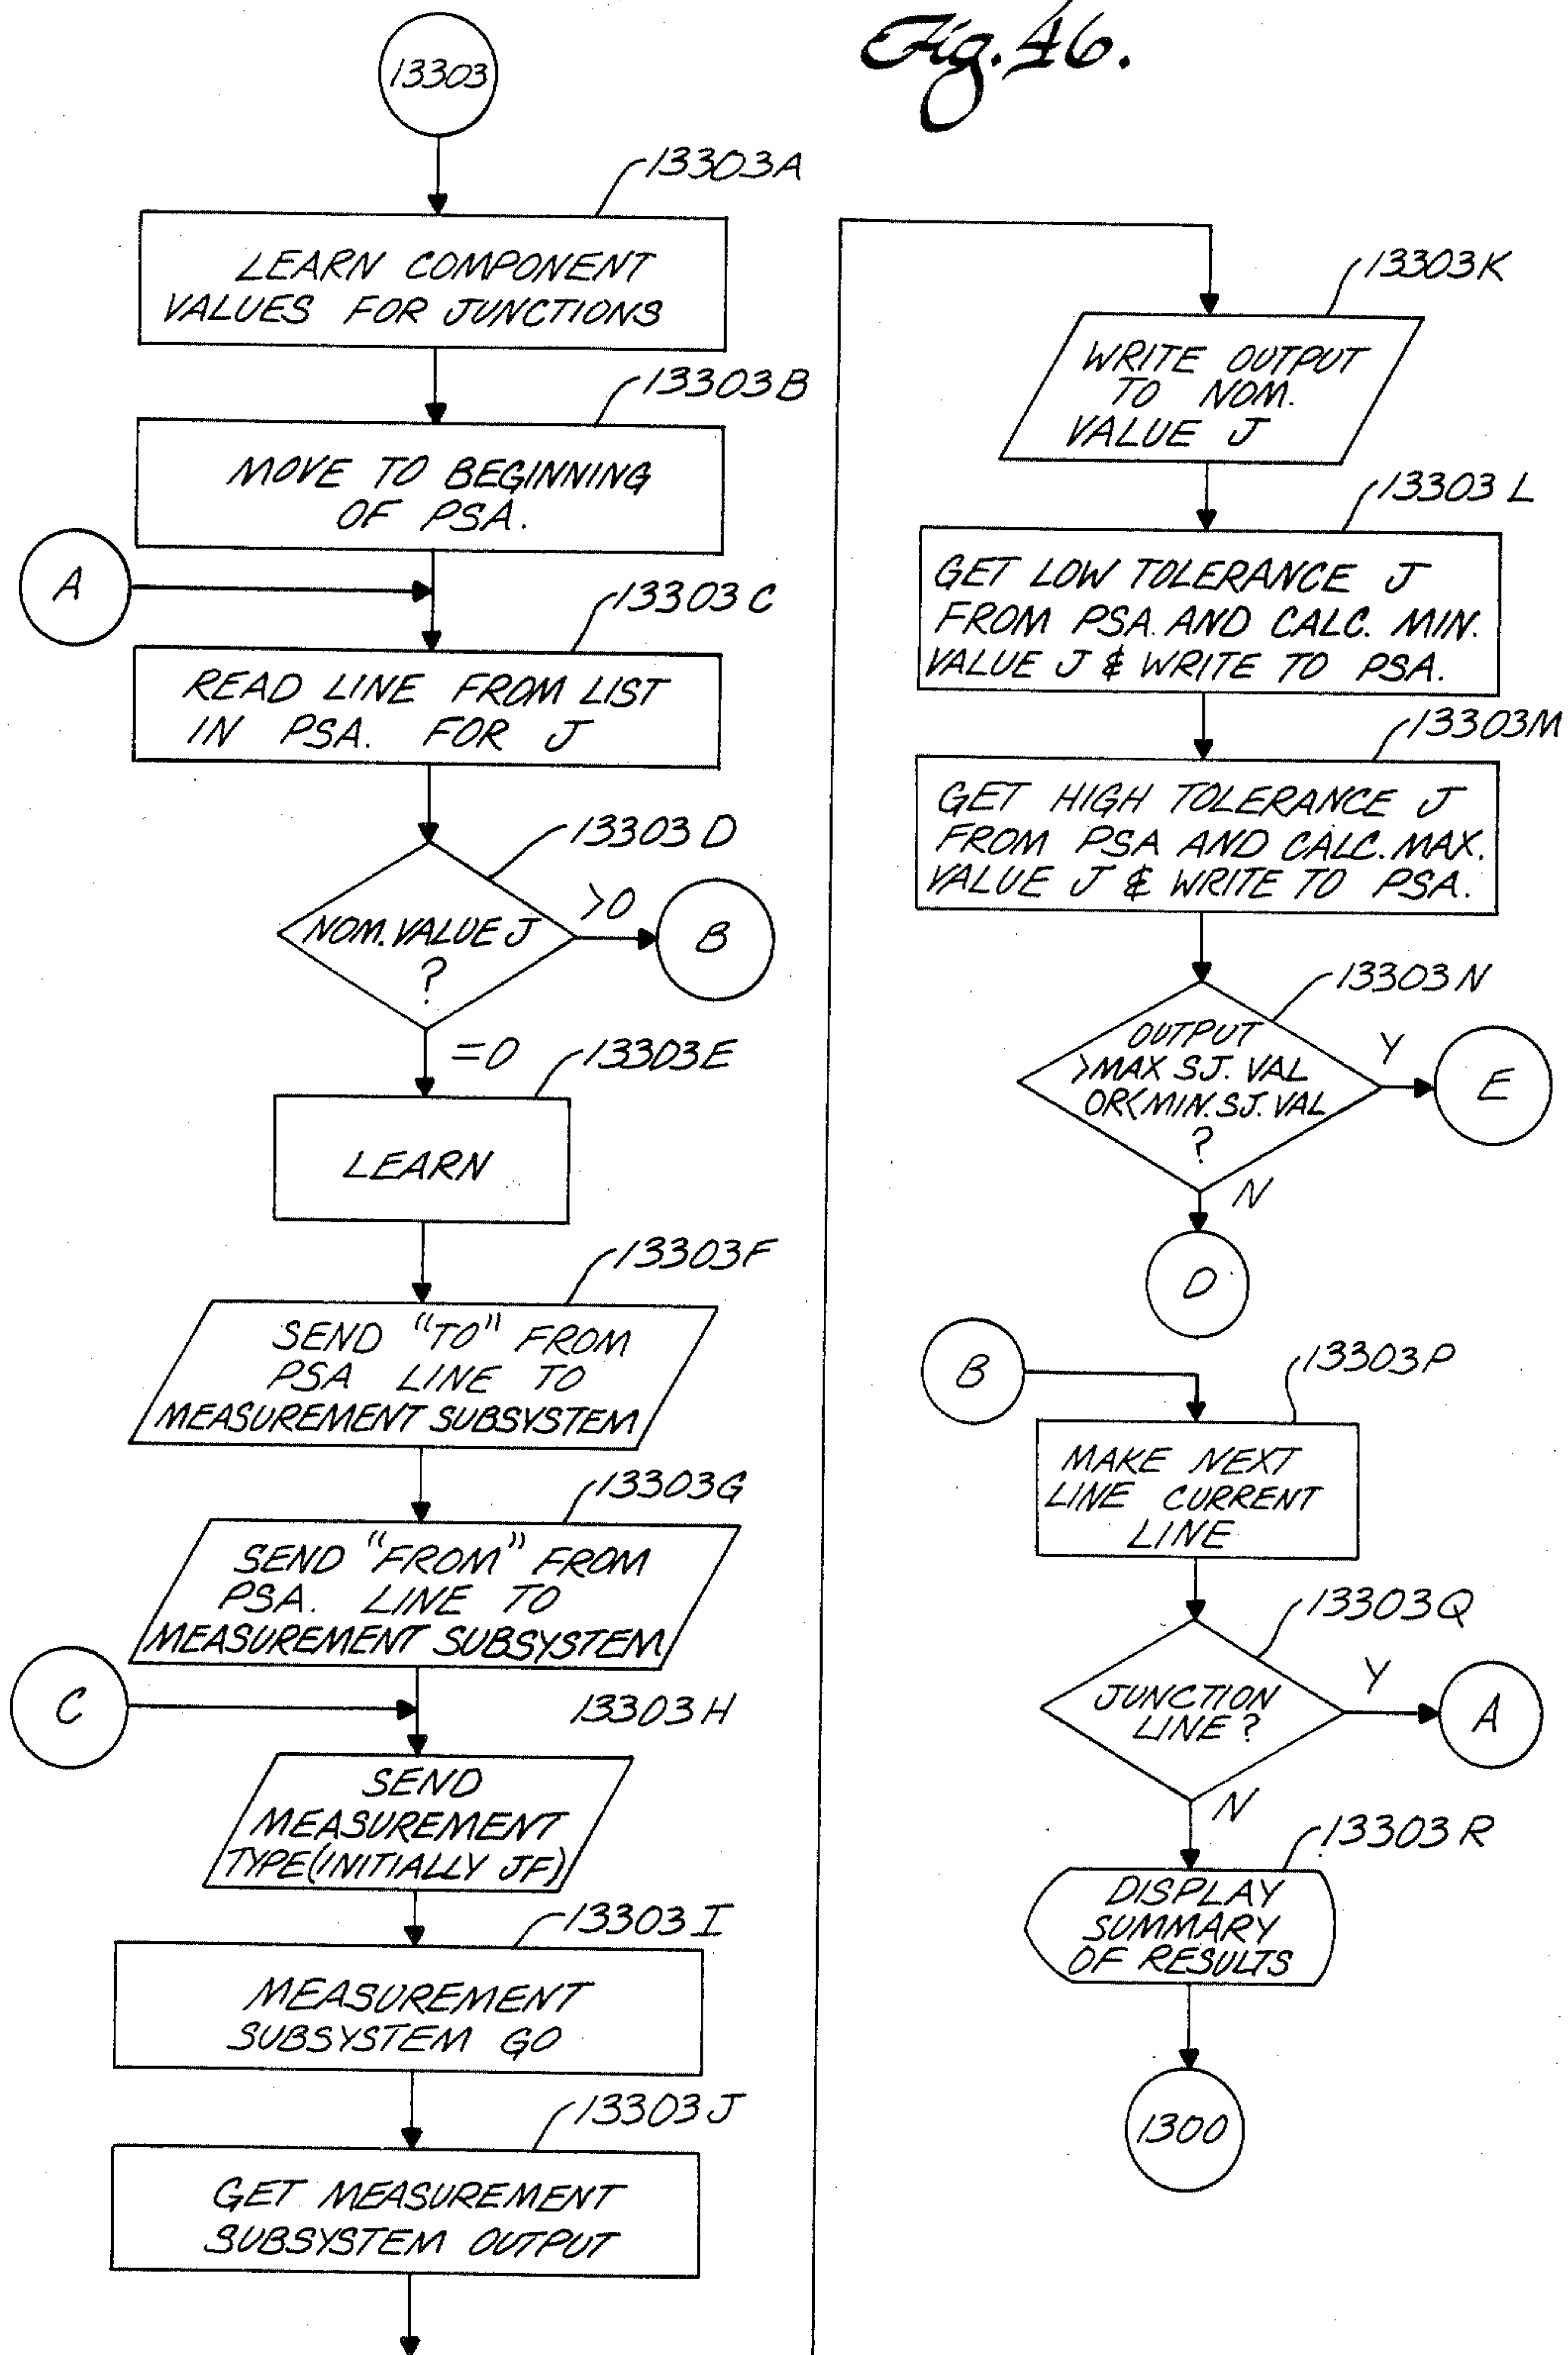 Fig. 46.
13303
13303A
LEARN COMPONENT
VALUES FOR JUNCTIONS
13303B
MOVE TO BEGINNING
OF PSA.
A
13303C
READ LINE FROM LIST
IN PSA. FOR J
13303D
NOM. VALUE J
?
>0
B
=0
13303E
LEARN
13303F
SEND "TO" FROM
PSA LINE TO
MEASUREMENT SUBSYSTEM
13303G
SEND "FROM" FROM
PSA. LINE TO
MEASUREMENT SUBSYSTEM
C
13303H
SEND
MEASUREMENT
TYPE(INITIALLY JF)
13303I
MEASUREMENT
SUBSYSTEM GO
13303J
GET MEASUREMENT
SUBSYSTEM OUTPUT
13303K
WRITE OUTPUT
TO NOM.
VALUE J
13303L
GET LOW TOLERANCE J
FROM PSA. AND CALC. MIN.
VALUE J & WRITE TO PSA.
13303M
GET HIGH TOLERANCE J
FROM PSA AND CALC. MAX.
VALUE J & WRITE TO PSA.
13303N
OUTPUT
>MAX SJ. VAL
OR<MIN. SJ. VAL
?
Y
E
N
D
B
13303P
MAKE NEXT
LINE CURRENT
LINE
13303Q
JUNCTION
LINE?
Y
A
N
13303R
DISPLAY
SUMMARY
OF RESULTS
1300